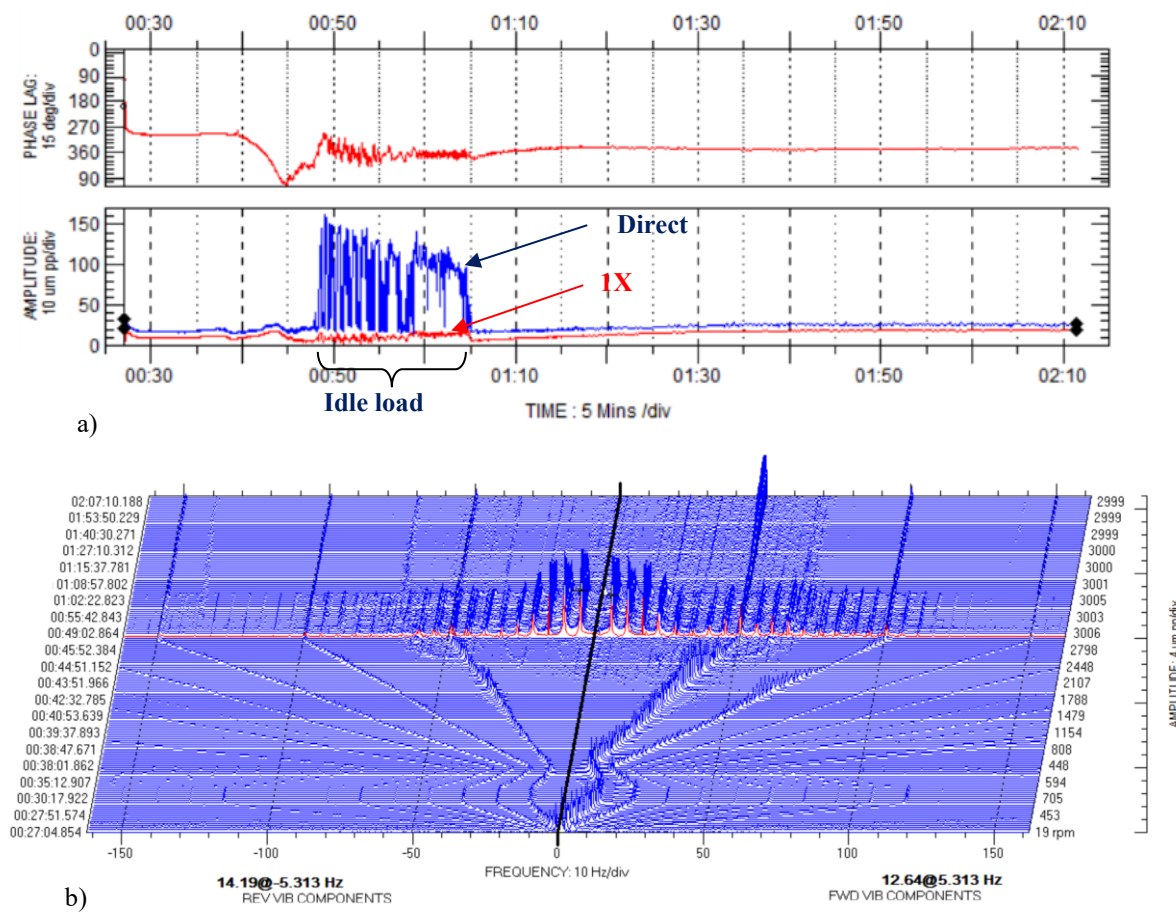 00:30 00:50 01:10 01:30 01:50 02:10
PHASE LAG:
15 deg/div
0
90
180
270
360
90
AMPLITUDE:
10 um pp/div
150
100
50
0
Direct
1X
00:30 00:50 01:10 01:30 01:50 02:10
Idle load
TIME : 5 Mins /div
a)
02:07:10.188
01:53:50.229
01:40:30.271
01:27:10.312
01:15:37.781
01:08:57.802
01:02:22.823
00:55:42.843
00:49:02.864
00:45:52.384
00:44:51.152
00:43:51.966
00:42:32.785
00:40:53.639
00:39:37.893
00:38:47.671
00:38:01.862
00:35:12.907
00:30:17.922
00:27:51.574
00:27:04.854
2999
2999
2999
3000
3000
3001
3005
3003
3006
2798
2448
2107
1788
1479
1154
808
448
594
705
453
19 rpm
AMPLITUDE: 4 um pp/div
-150 -100 -50 0 50 100 150
FREQUENCY: 10 Hz/div
14.19@-5.313 Hz 12.64@5.313 Hz
REV VIB COMPONENTS FWD VIB COMPONENTS
b)